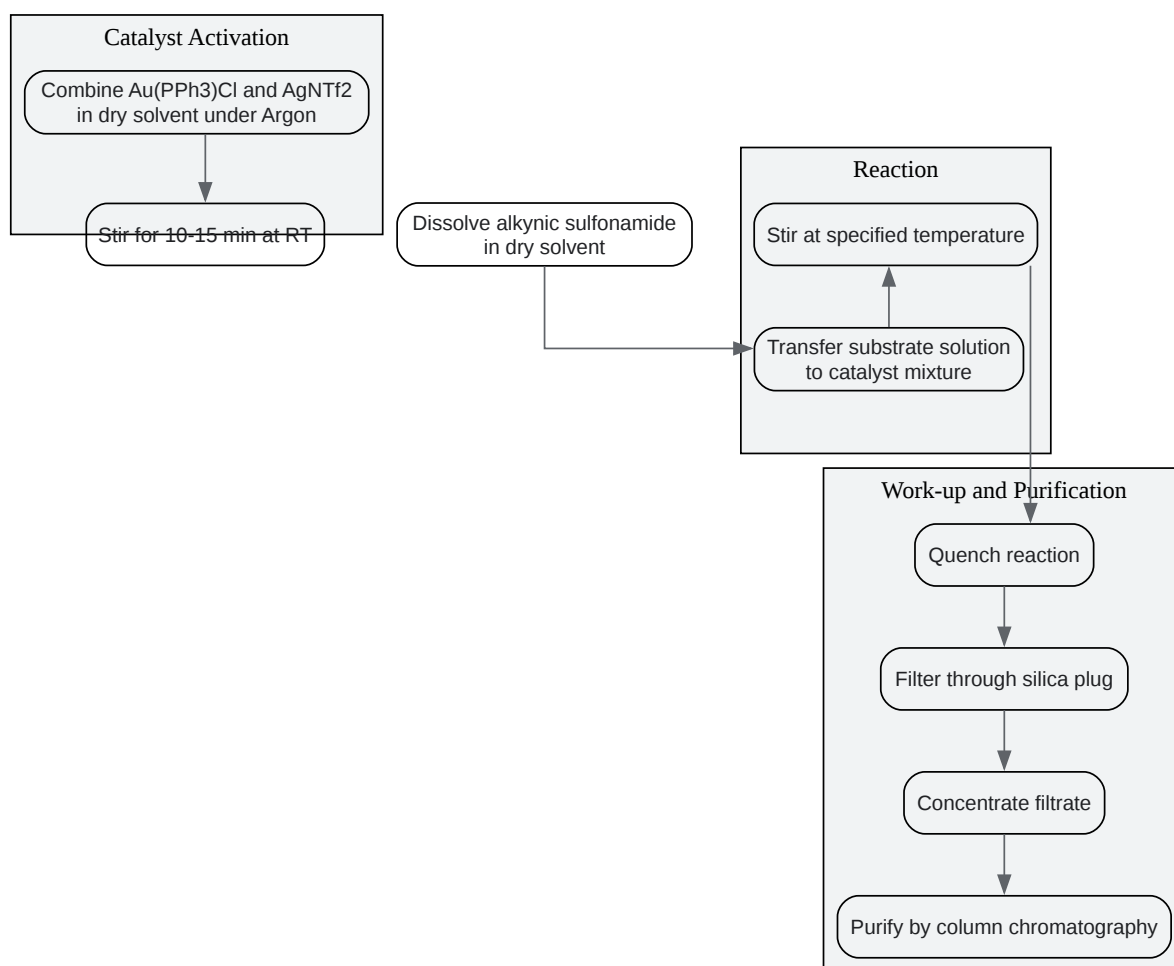 Catalyst Activation
Combine Au(PPh3)Cl and AgNTf2
in dry solvent under Argon
Stir for 10-15 min at RT
Dissolve alkynic sulfonamide
in dry solvent
Reaction
Stir at specified temperature
Transfer substrate solution
to catalyst mixture
Work-up and Purification
Quench reaction
Filter through silica plug
Concentrate filtrate
Purify by column chromatography